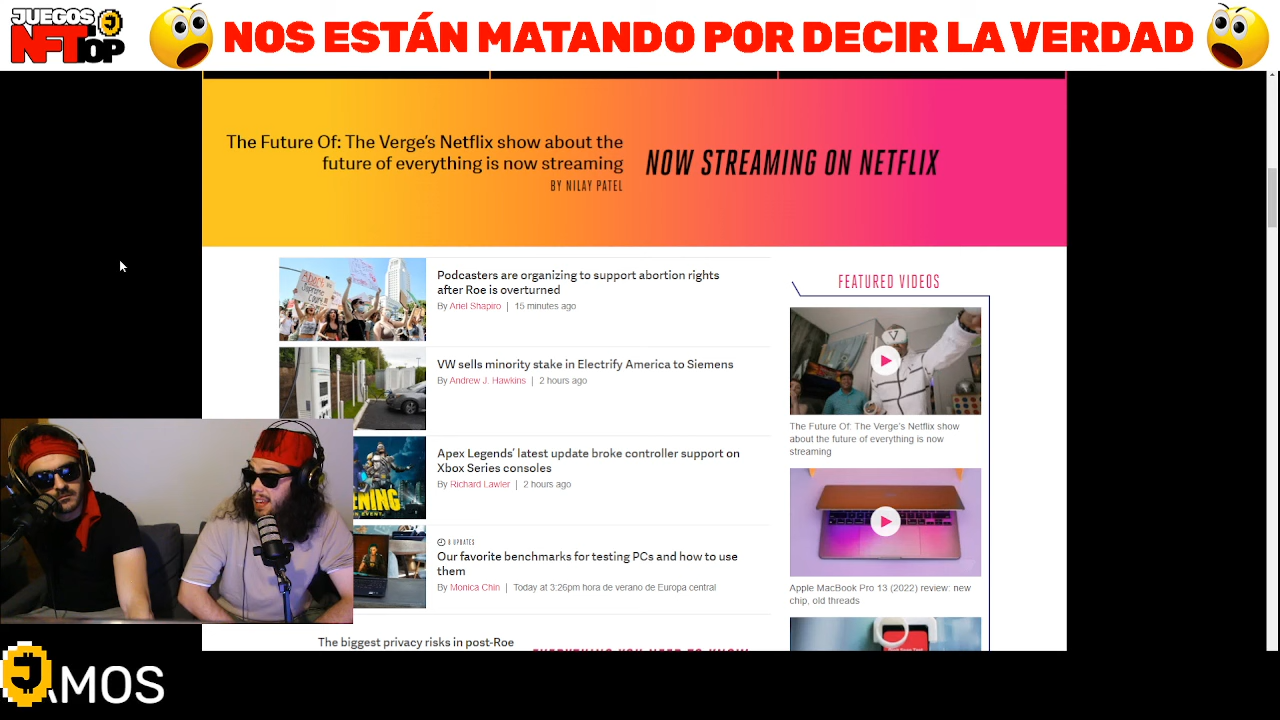 JUEGOS
NFT TOP
NOS ESTÁN MATANDO POR DECIR LA VERDAD
The Future Of: The Verge's Netflix show about the
future of everything is now streaming
BY NILAY PATEL
NOW STREAMING ON NETFLIX
Podcasters are organizing to support abortion rights
after Roe is overturned
By Ariel Shapiro | 15 minutes ago
VW sells minority stake in Electrify America to Siemens
By Andrew J. Hawkins | 2 hours ago
Apex Legends' latest update broke controller support on
Xbox Series consoles
By Richard Lawler | 2 hours ago
8 UPDATES
Our favorite benchmarks for testing PCs and how to use
them
By Monica Chin | Today at 3:26pm hora de verano de Europa central
The biggest privacy risks in post-Roe
EVERYTHING YOU NEED TO KNOW
FEATURED VIDEOS
The Future Of: The Verge's Netflix show
about the future of everything is now
streaming
Apple MacBook Pro 13 (2022) review: new
chip, old threads
AMOS